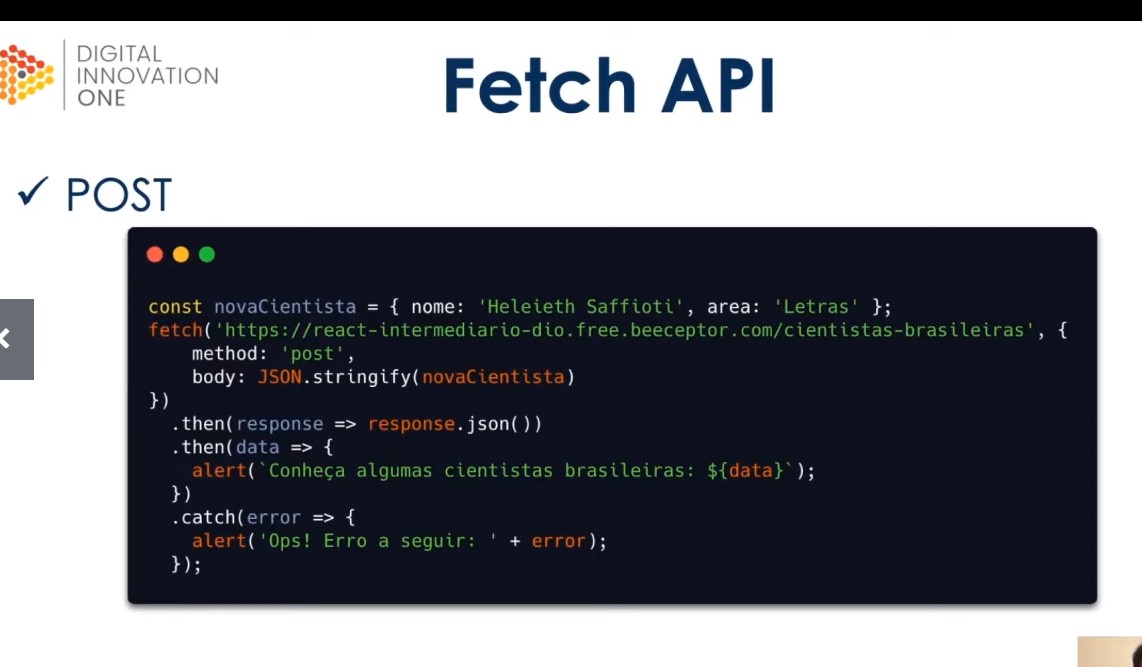 DIGITAL
INNOVATION
ONE
Fetch API
✓ POST
const novaCientista = { nome: 'Heleieth Saffioti', area: 'Letras' };
fetch('https://react-intermediario-dio.free.beeceptor.com/cientistas-brasileiras', {
    method: 'post',
    body: JSON.stringify(novaCientista)
})
  .then(response => response.json())
  .then(data => {
    alert(`Conheça algumas cientistas brasileiras: ${data}`);
  })
  .catch(error => {
    alert('Ops! Erro a seguir: ' + error);
  });